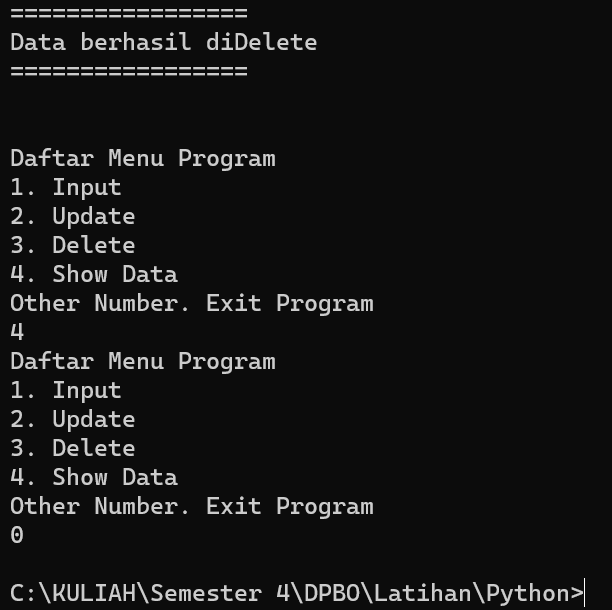 =================
Data berhasil diDelete
=================
Daftar Menu Program
1. Input
2. Update
3. Delete
4. Show Data
Other Number. Exit Program
4
Daftar Menu Program
1. Input
2. Update
3. Delete
4. Show Data
Other Number. Exit Program
0
C:\KULIAH\Semester 4\DPBO\Latihan\Python>